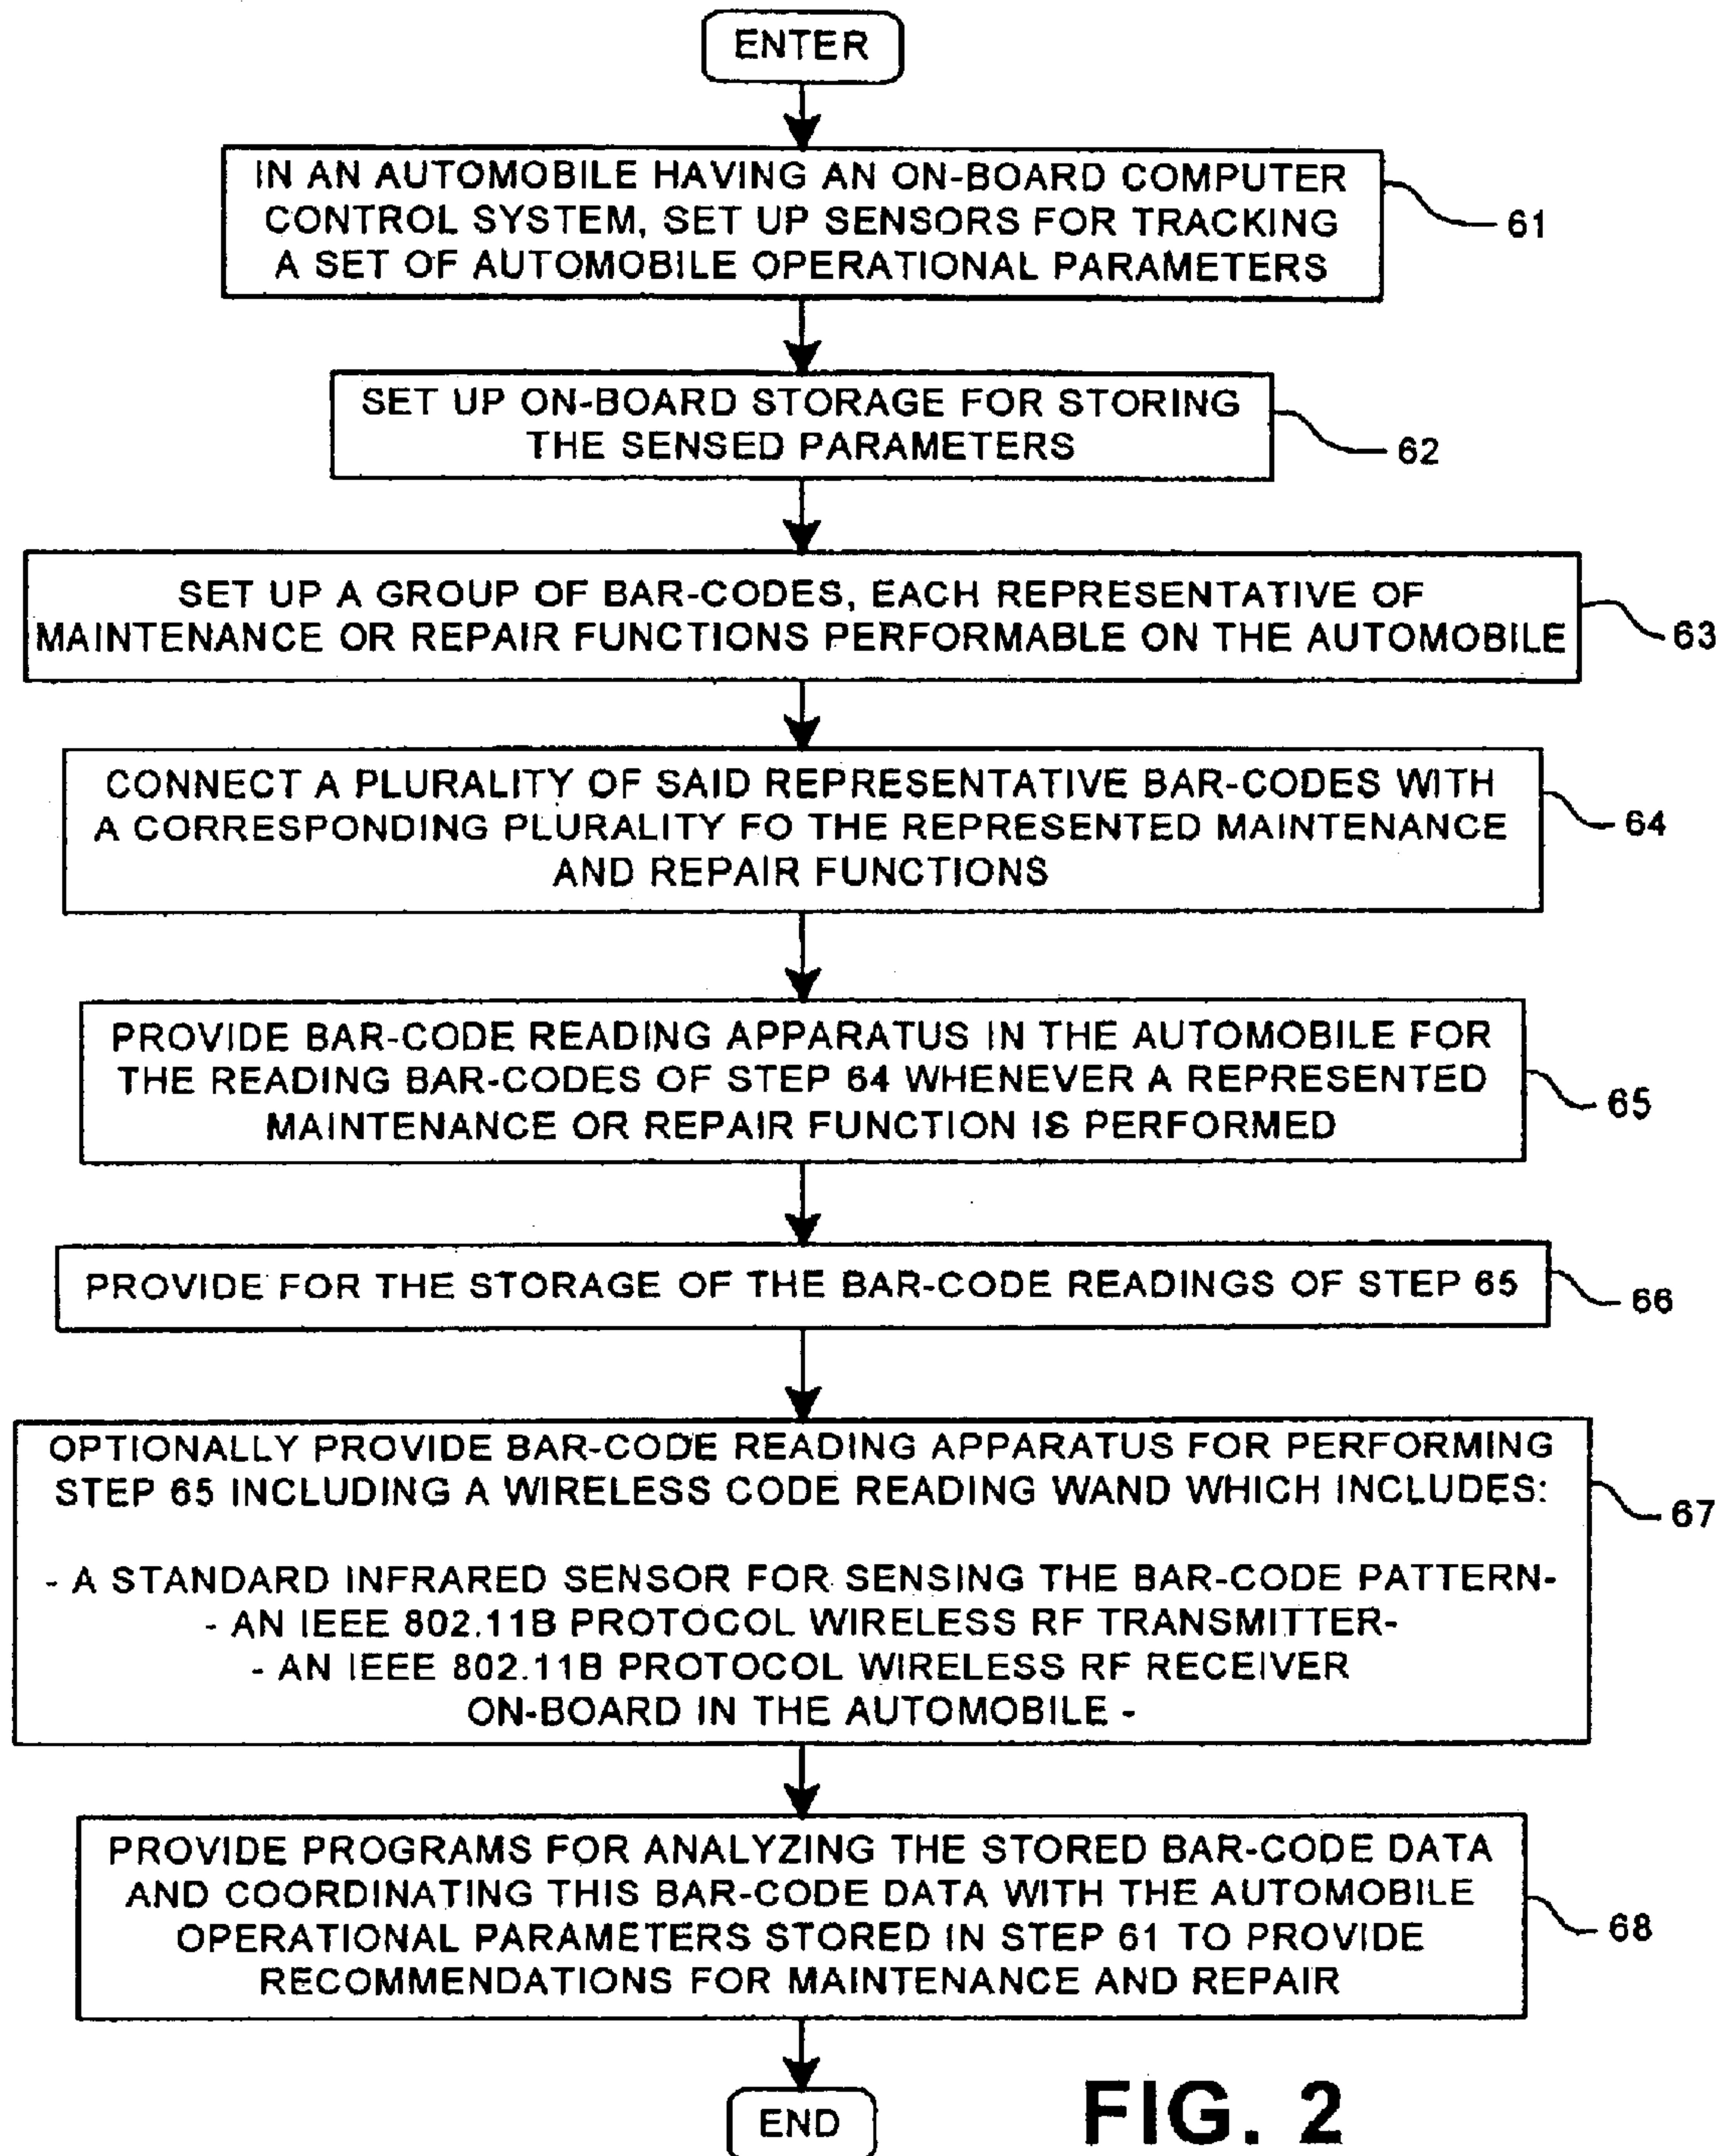 ENTER
IN AN AUTOMOBILE HAVING AN ON-BOARD COMPUTER
CONTROL SYSTEM, SET UP SENSORS FOR TRACKING
A SET OF AUTOMOBILE OPERATIONAL PARAMETERS
61
SET UP ON-BOARD STORAGE FOR STORING
THE SENSED PARAMETERS
62
SET UP A GROUP OF BAR-CODES, EACH REPRESENTATIVE OF
MAINTENANCE OR REPAIR FUNCTIONS PERFORMABLE ON THE AUTOMOBILE
63
CONNECT A PLURALITY OF SAID REPRESENTATIVE BAR-CODES WITH
A CORRESPONDING PLURALITY FO THE REPRESENTED MAINTENANCE
AND REPAIR FUNCTIONS
64
PROVIDE BAR-CODE READING APPARATUS IN THE AUTOMOBILE FOR
THE READING BAR-CODES OF STEP 64 WHENEVER A REPRESENTED
MAINTENANCE OR REPAIR FUNCTION IS PERFORMED
65
PROVIDE FOR THE STORAGE OF THE BAR-CODE READINGS OF STEP 65
66
OPTIONALLY PROVIDE BAR-CODE READING APPARATUS FOR PERFORMING
STEP 65 INCLUDING A WIRELESS CODE READING WAND WHICH INCLUDES:
- A STANDARD INFRARED SENSOR FOR SENSING THE BAR-CODE PATTERN-
- AN IEEE 802.11B PROTOCOL WIRELESS RF TRANSMITTER-
- AN IEEE 802.11B PROTOCOL WIRELESS RF RECEIVER
ON-BOARD IN THE AUTOMOBILE -
67
PROVIDE PROGRAMS FOR ANALYZING THE STORED BAR-CODE DATA
AND COORDINATING THIS BAR-CODE DATA WITH THE AUTOMOBILE
OPERATIONAL PARAMETERS STORED IN STEP 61 TO PROVIDE
RECOMMENDATIONS FOR MAINTENANCE AND REPAIR
68
END
FIG. 2